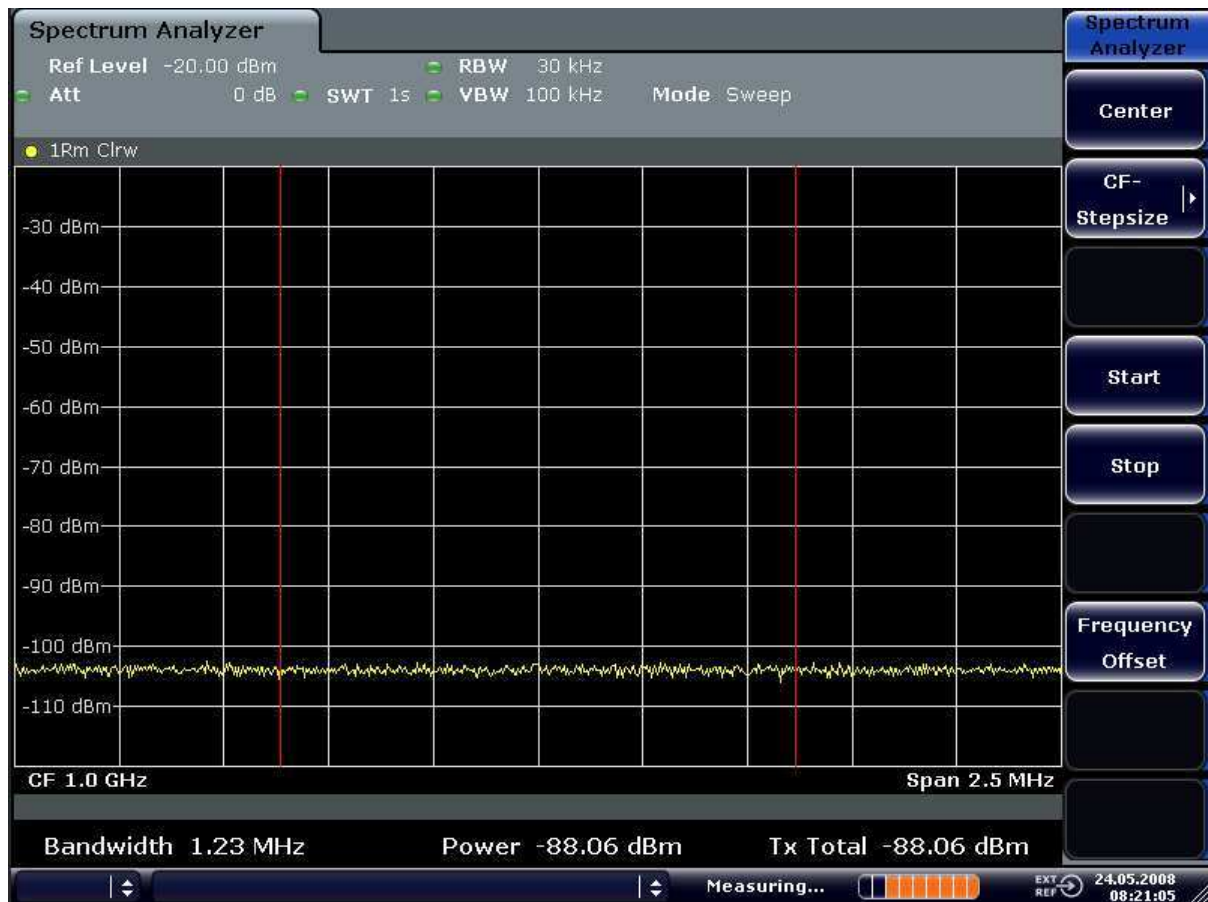 Spectrum Analyzer
Ref Level -20.00 dBm RBW 30 kHz
Att 0 dB SWT 1s VBW 100 kHz Mode Sweep
1Rm Clrw
-30 dBm
-40 dBm
-50 dBm
-60 dBm
-70 dBm
-80 dBm
-90 dBm
-100 dBm
-110 dBm
CF 1.0 GHz Span 2.5 MHz
Bandwidth 1.23 MHz Power -88.06 dBm Tx Total -88.06 dBm
Measuring... EXT REF 24.05.2008 08:21:05
Spectrum Analyzer
Center
CF-Stepsize
Start
Stop
Frequency Offset